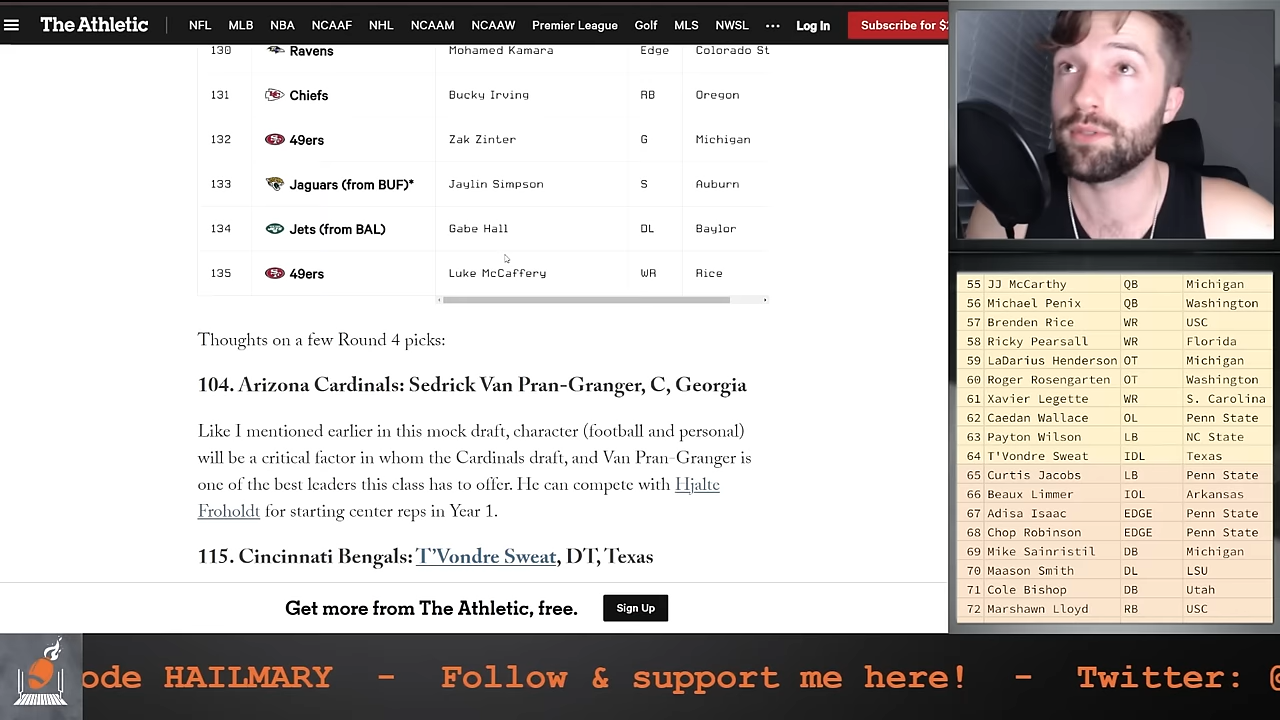 The Athletic NFL MLB NBA NCAAF NHL NCAAM NCAAW Premier League Golf MLS NWSL ••• Log In Subscribe for $
130 Ravens Mohamed Kamara Edge Colorado St
131 Chiefs Bucky Irving RB Oregon
132 49ers Zak Zinter G Michigan
133 Jaguars (from BUF)* Jaylin Simpson S Auburn
134 Jets (from BAL) Gabe Hall DL Baylor
135 49ers Luke McCaffery WR Rice
Thoughts on a few Round 4 picks:
104. Arizona Cardinals: Sedrick Van Pran-Granger, C, Georgia
Like I mentioned earlier in this mock draft, character (football and personal)
will be a critical factor in whom the Cardinals draft, and Van Pran-Granger is
one of the best leaders this class has to offer. He can compete with Hjalte
Froholdt for starting center reps in Year 1.
115. Cincinnati Bengals: T'Vondre Sweat, DT, Texas
Get more from The Athletic, free. Sign Up
55 JJ McCarthy QB Michigan
56 Michael Penix QB Washington
57 Brenden Rice WR USC
58 Ricky Pearsall WR Florida
59 LaDarius Henderson OT Michigan
60 Roger Rosengarten OT Washington
61 Xavier Legette WR S. Carolina
62 Caedan Wallace OL Penn State
63 Payton Wilson LB NC State
64 T'Vondre Sweat IDL Texas
65 Curtis Jacobs LB Penn State
66 Beaux Limmer IOL Arkansas
67 Adisa Isaac EDGE Penn State
68 Chop Robinson EDGE Penn State
69 Mike Sainristil DB Michigan
70 Maason Smith DL LSU
71 Cole Bishop DB Utah
72 Marshawn Lloyd RB USC
ode HAILMARY - Follow & support me here! - Twitter: @